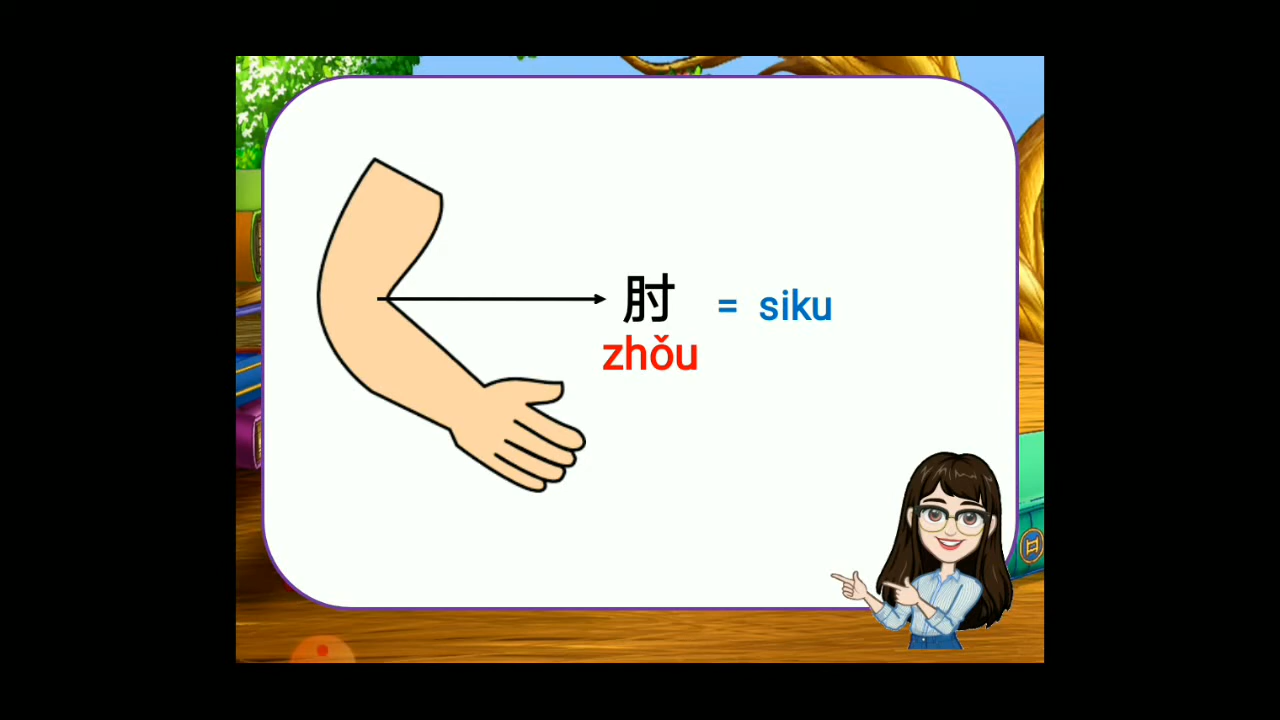 肘 = siku
zhǒu